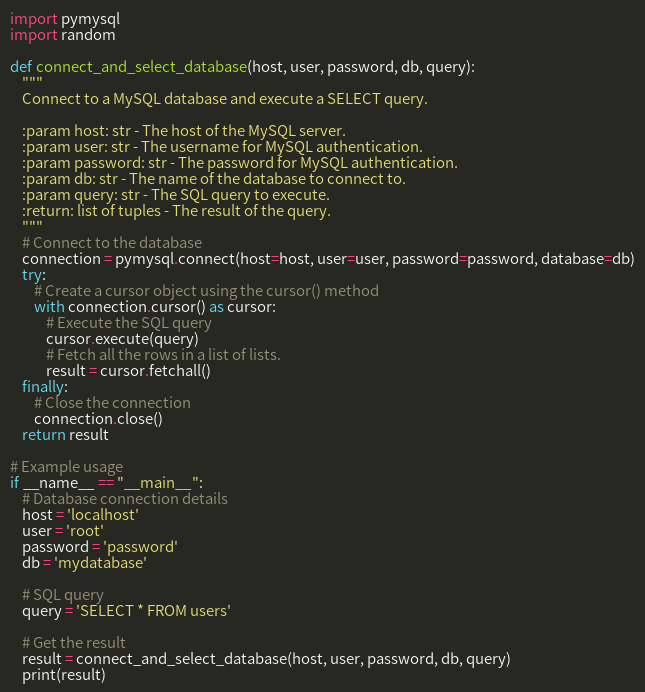 import pymysql
import random

def connect_and_select_database(host, user, password, db, query):
    """
    Connect to a MySQL database and execute a SELECT query.

    :param host: str - The host of the MySQL server.
    :param user: str - The username for MySQL authentication.
    :param password: str - The password for MySQL authentication.
    :param db: str - The name of the database to connect to.
    :param query: str - The SQL query to execute.
    :return: list of tuples - The result of the query.
    """
    # Connect to the database
    connection = pymysql.connect(host=host, user=user, password=password, database=db)
    try:
        # Create a cursor object using the cursor() method
        with connection.cursor() as cursor:
            # Execute the SQL query
            cursor.execute(query)
            # Fetch all the rows in a list of lists.
            result = cursor.fetchall()
    finally:
        # Close the connection
        connection.close()
    return result

# Example usage
if __name__ == "__main__":
    # Database connection details
    host = 'localhost'
    user = 'root'
    password = 'password'
    db = 'mydatabase'

    # SQL query
    query = 'SELECT * FROM users'

    # Get the result
    result = connect_and_select_database(host, user, password, db, query)
    print(result)